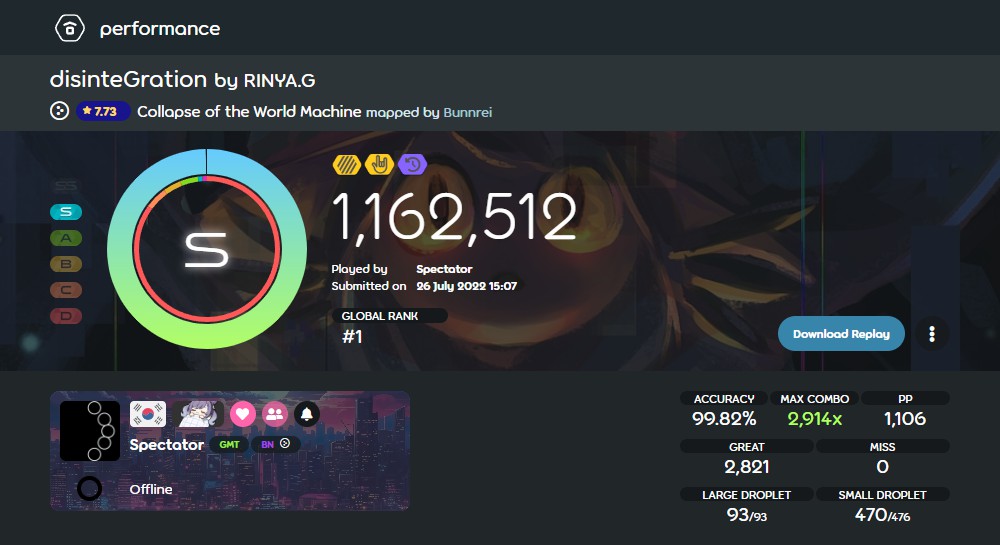 performance
disinteGration by RINYA.G
7.73 Collapse of the World Machine mapped by Bunnrei
SS
S
A
B
C
D
S
1,162,512
Played by Spectator
Submitted on 26 July 2022 15:07
GLOBAL RANK
#1
Download Replay
Spectator GMT BN
Offline
ACCURACY MAX COMBO PP
99.82% 2,914x 1,106
GREAT MISS
2,821 0
LARGE DROPLET SMALL DROPLET
93/93 470/476